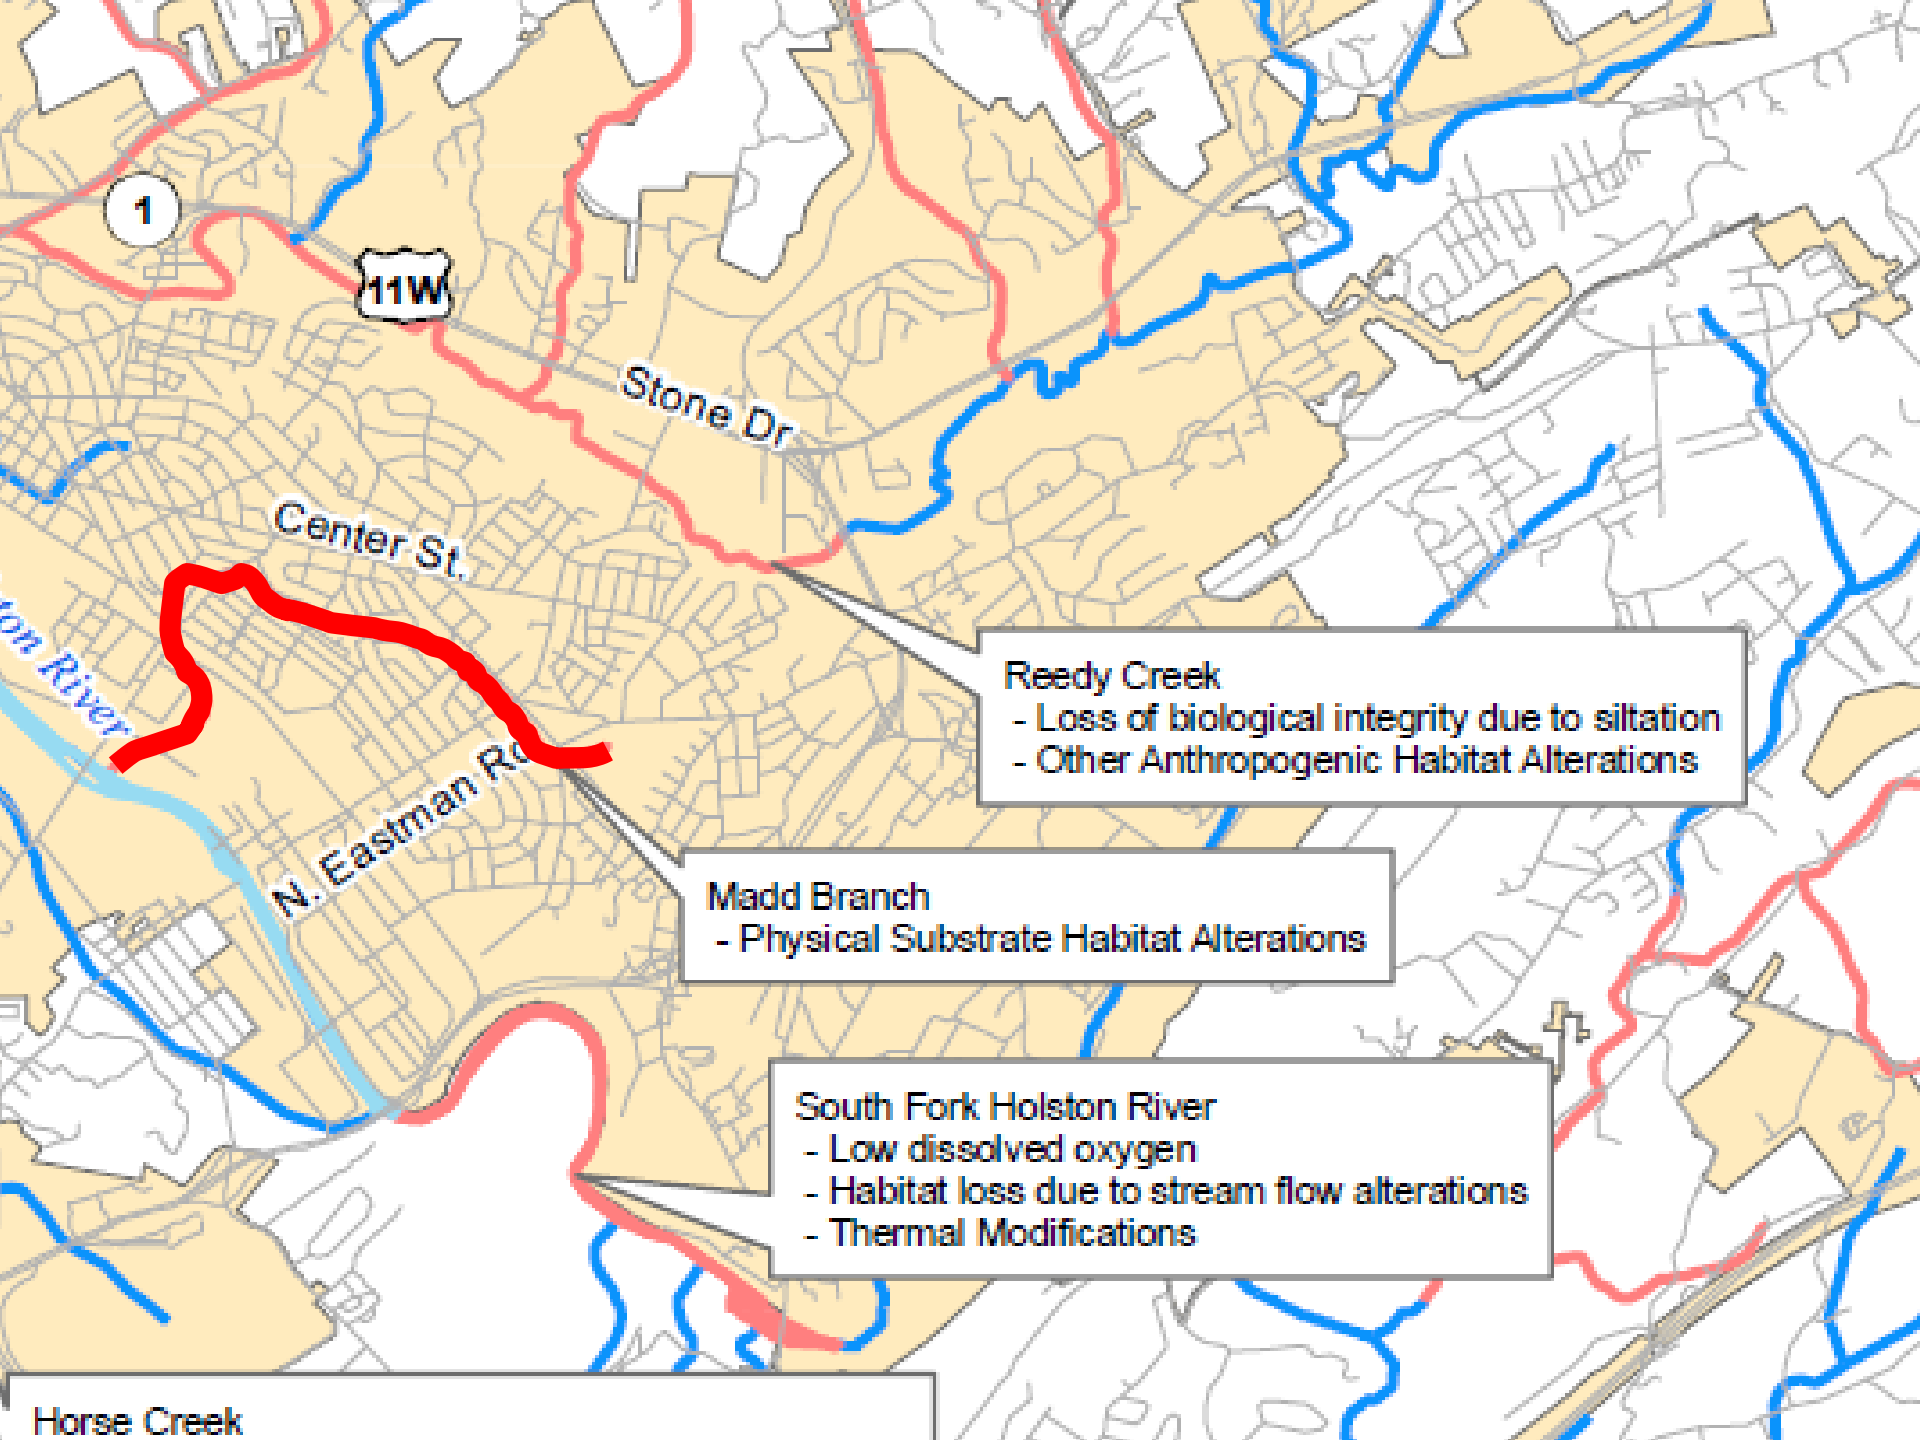 1
11W
Stone Dr
Center St.
ton River
N. Eastman Rd
Reedy Creek
- Loss of biological integrity due to siltation
- Other Anthropogenic Habitat Alterations
Madd Branch
- Physical Substrate Habitat Alterations
South Fork Holston River
- Low dissolved oxygen
- Habitat loss due to stream flow alterations
- Thermal Modifications
Horse Creek